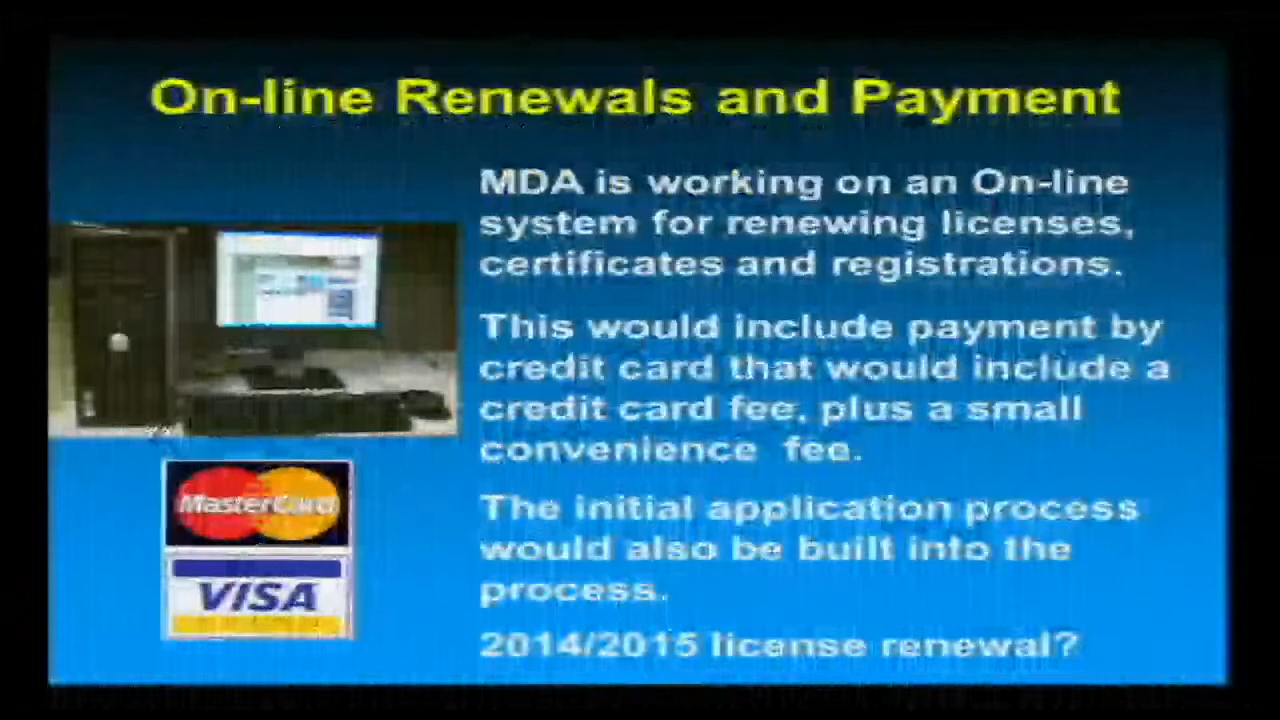 On-line Renewals and Payment
MDA is working on an On-line
system for renewing licenses,
certificates and registrations.
This would include payment by
credit card that would include a
credit card fee, plus a small
convenience fee.
The initial application process
would also be built into the
process.
2014/2015 license renewal?
MasterCard
VISA